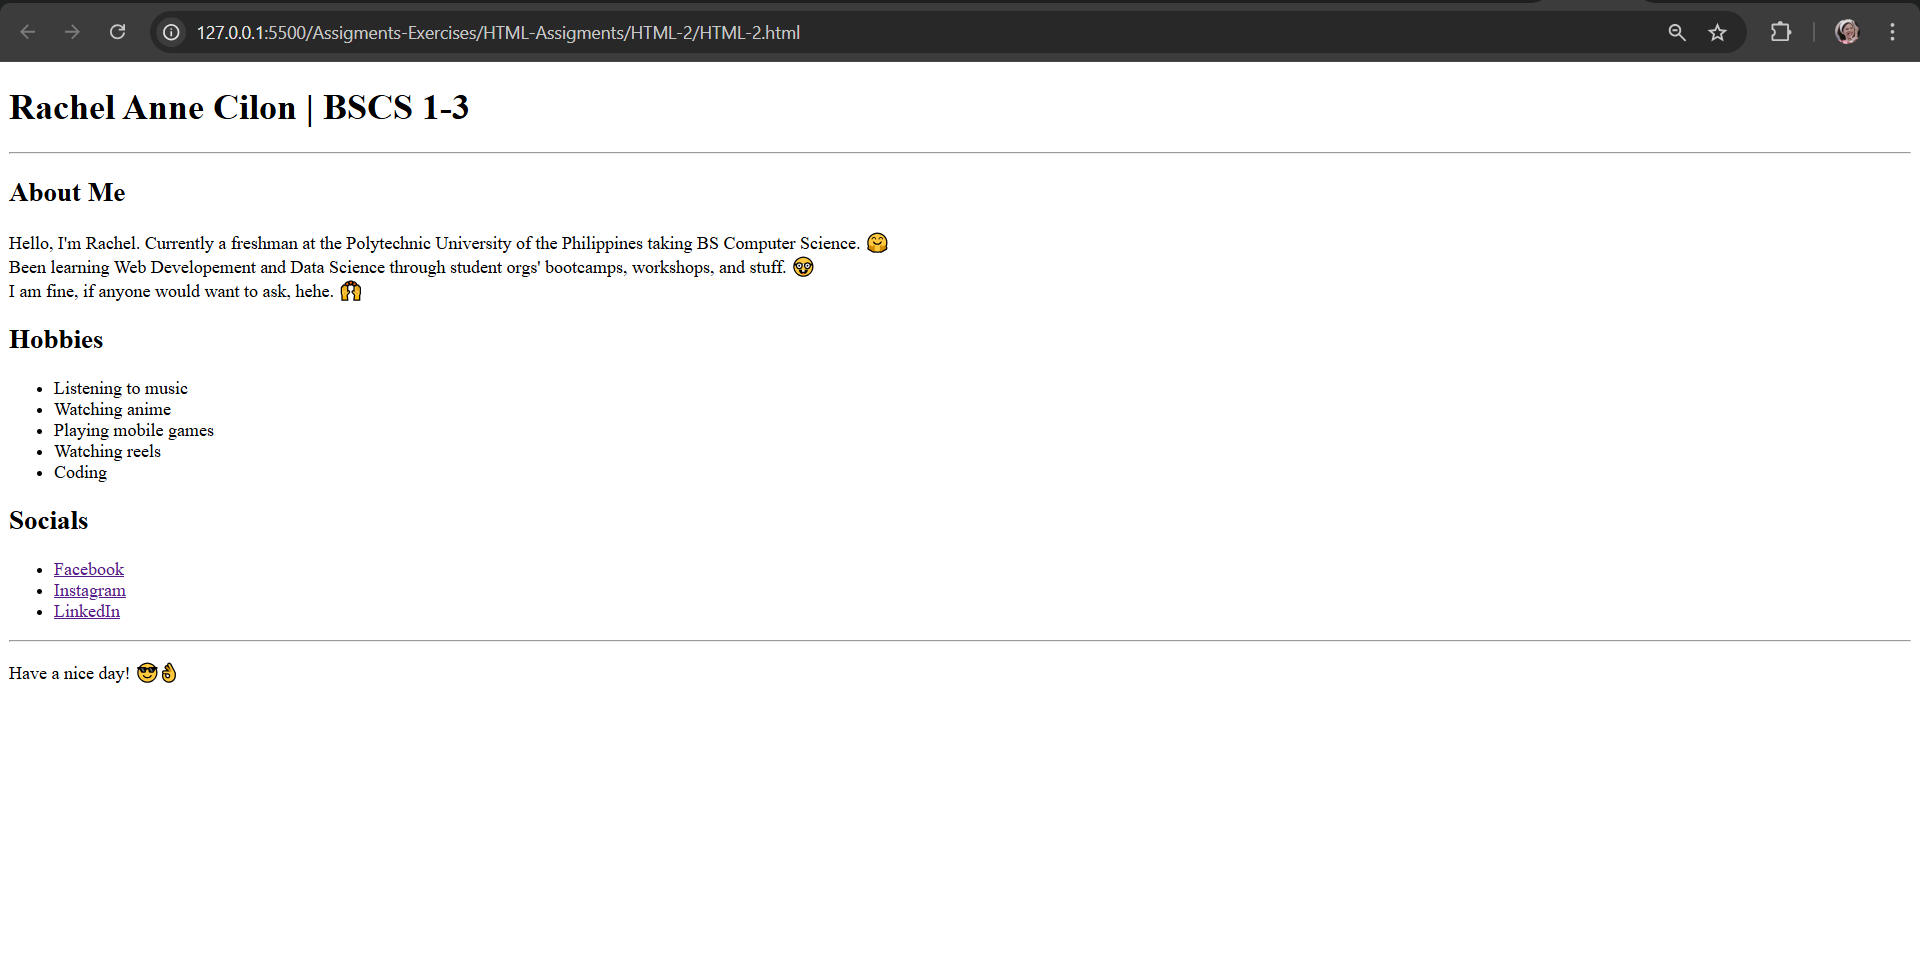 127.0.0.1:5500/Assigments-Exercises/HTML-Assigments/HTML-2/HTML-2.html
Rachel Anne Cilon | BSCS 1-3
About Me
Hello, I'm Rachel. Currently a freshman at the Polytechnic University of the Philippines taking BS Computer Science. 🤗
Been learning Web Developement and Data Science through student orgs' bootcamps, workshops, and stuff. 🤓
I am fine, if anyone would want to ask, hehe. 🙌
Hobbies
• Listening to music
• Watching anime
• Playing mobile games
• Watching reels
• Coding
Socials
• Facebook
• Instagram
• LinkedIn
Have a nice day! 😎👌